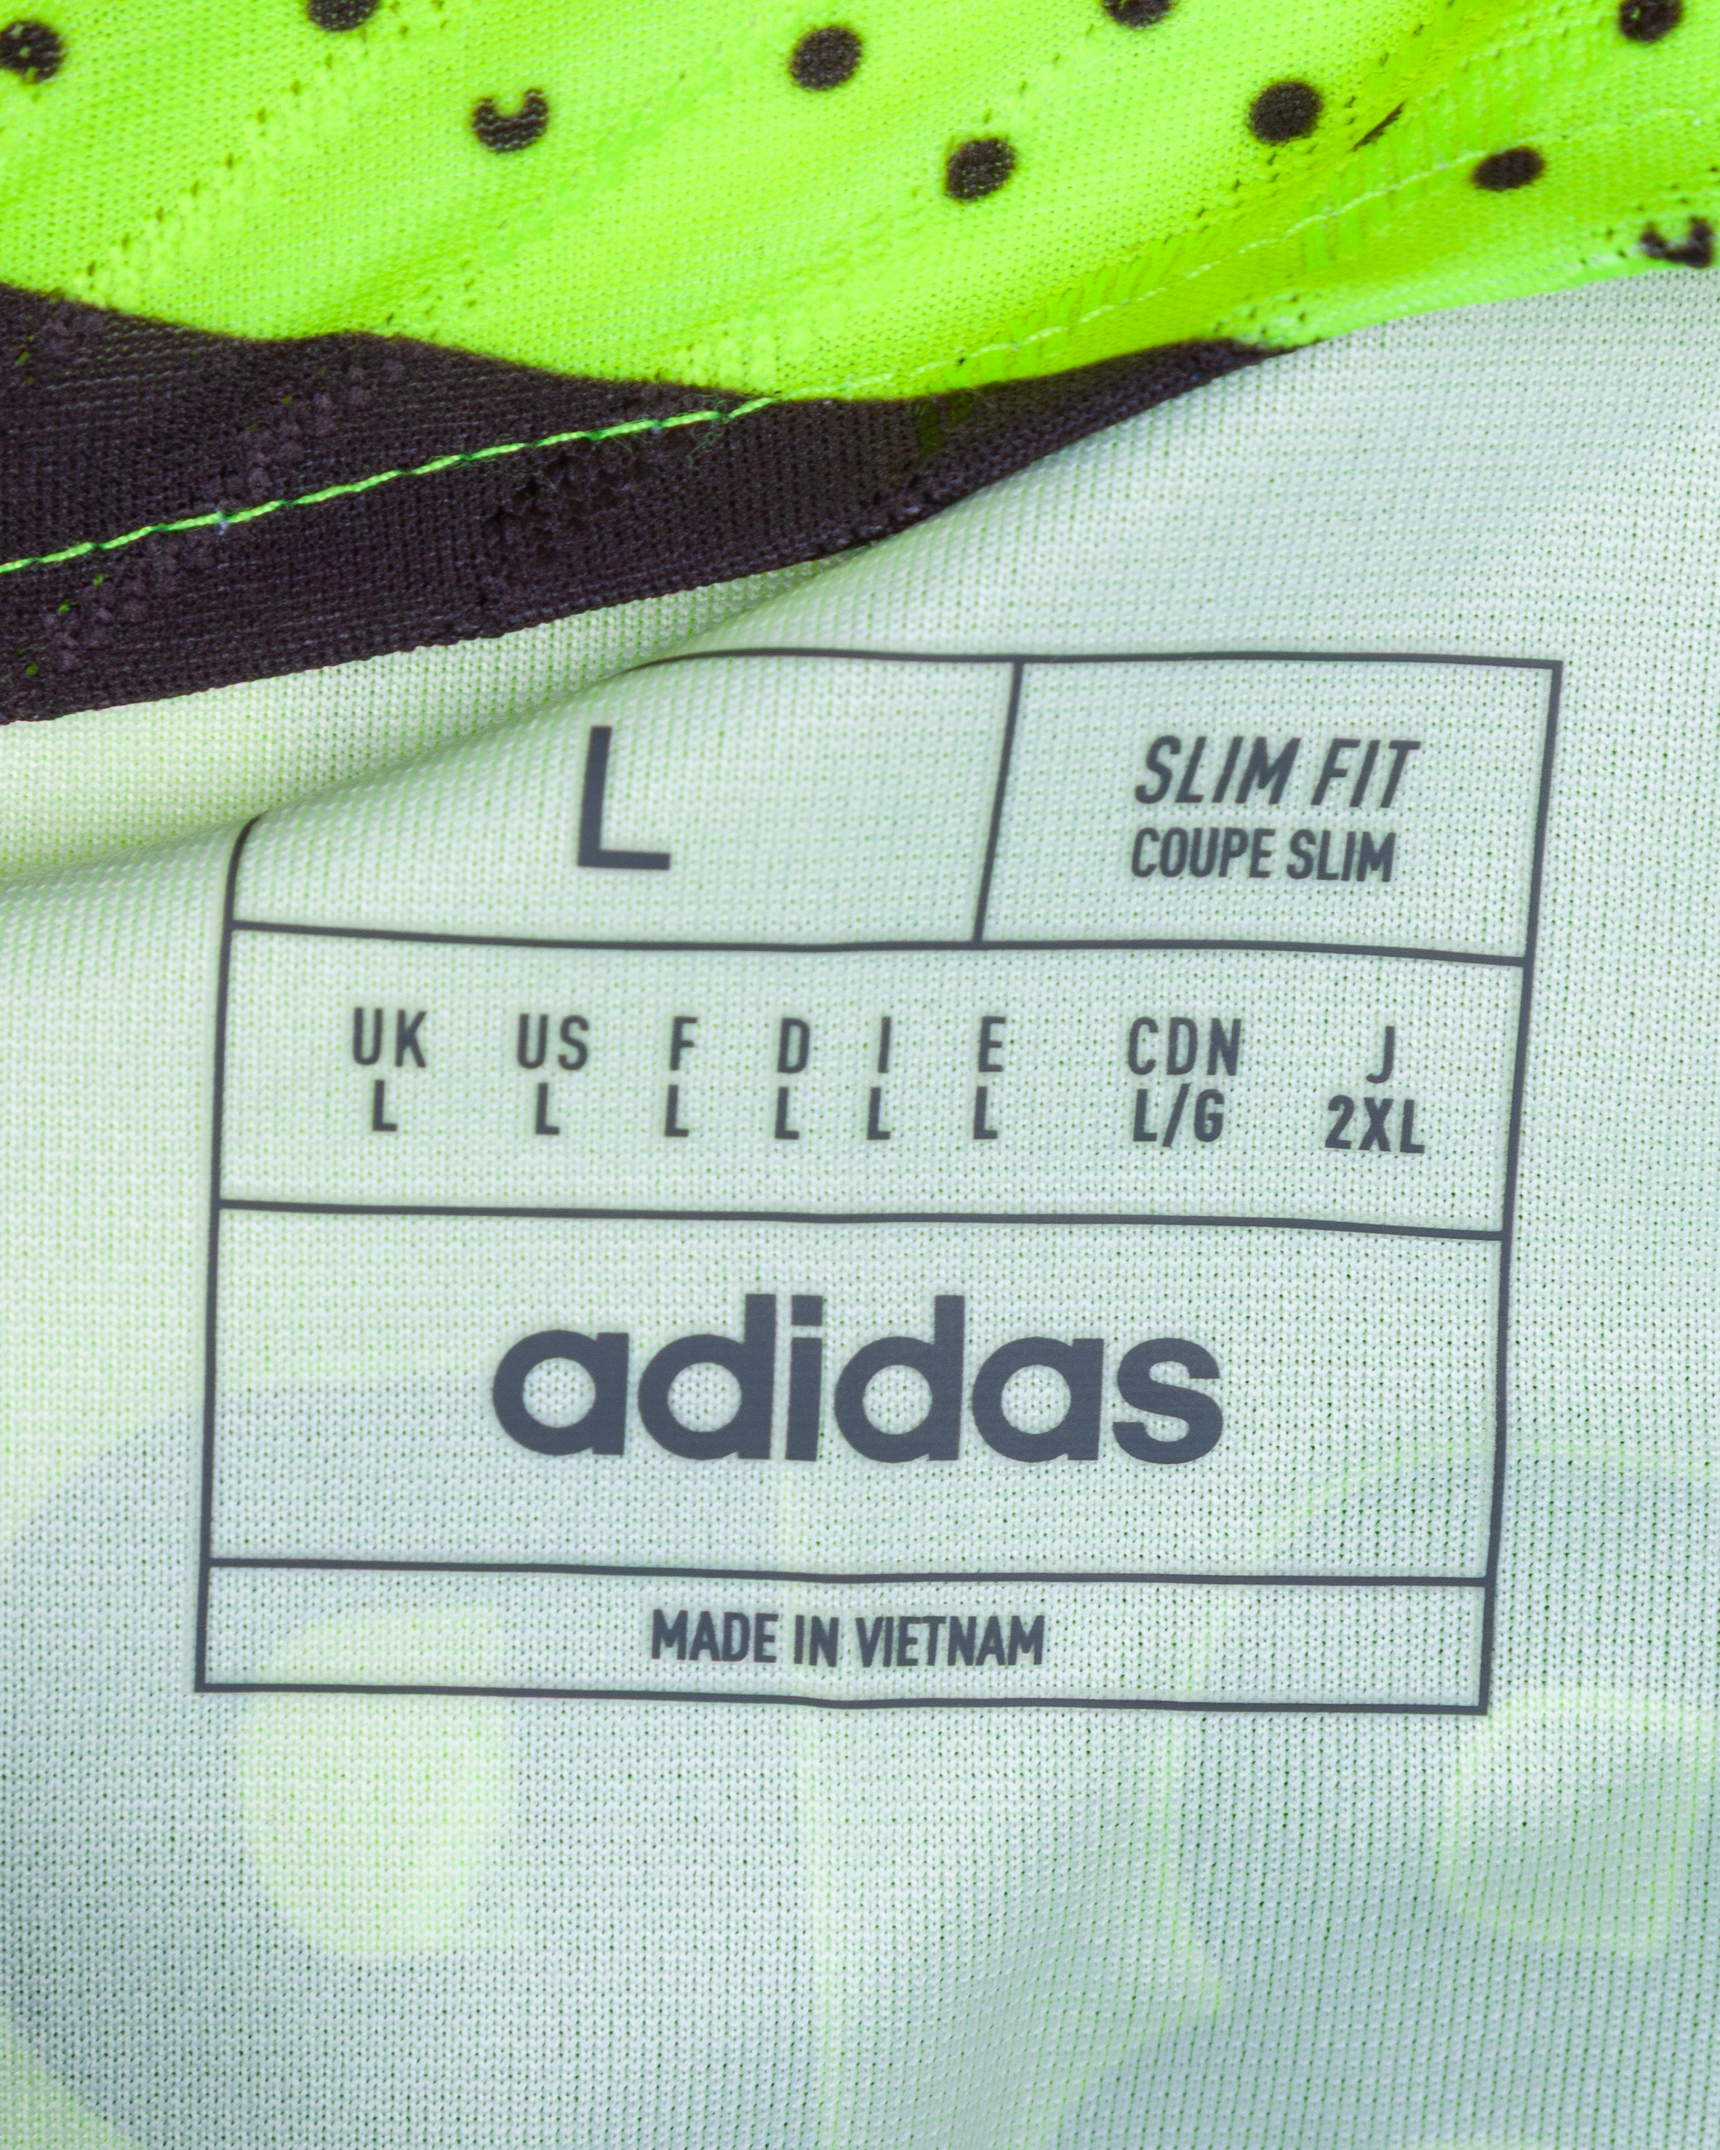 L
SLIM FIT
COUPE SLIM
UK US F D I E CDN J
L L L L L L L/G 2XL
adidas
MADE IN VIETNAM